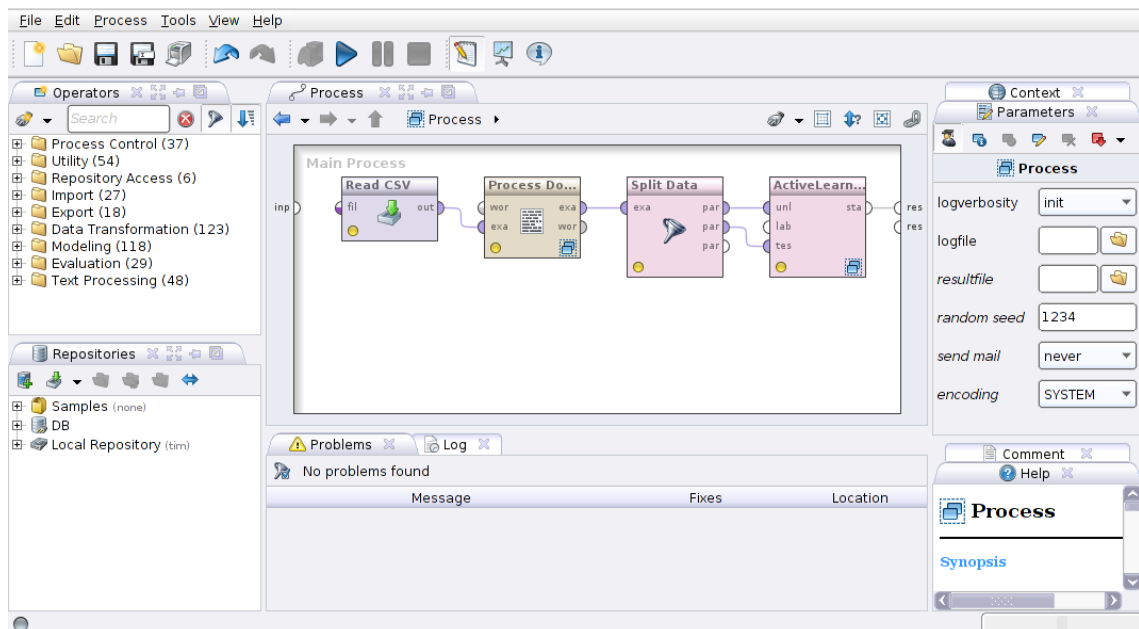 File Edit Process Tools View Help
Operators
Search
Process Control (37)
Utility (54)
Repository Access (6)
Import (27)
Export (18)
Data Transformation (123)
Modeling (118)
Evaluation (29)
Text Processing (48)
Repositories
Samples (none)
DB
Local Repository (tim)
Process
Process
Main Process
inp
Read CSV
fil out
Process Do...
wor exa
exa wor
Split Data
exa par
par
par
ActiveLearn...
unl sta
lab
tes
res
res
Problems
Log
No problems found
Message Fixes Location
Context
Parameters
Process
logverbosity init
logfile
resultfile
random seed 1234
send mail never
encoding SYSTEM
Comment
Help
Process
Synopsis